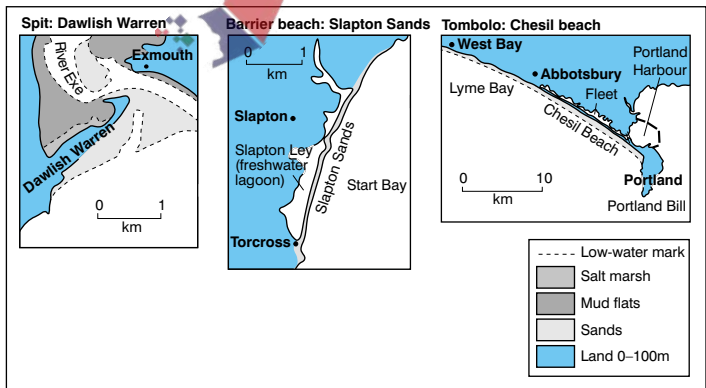 Spit: Dawlish Warren
River Exe
Exmouth
Dawlish Warren
0 1
km
Barrier beach: Slapton Sands
0 1
km
Slapton
Slapton Ley
(freshwater
lagoon)
Slapton Sands
Start Bay
Torcross
Tombolo: Chesil beach
West Bay
Portland
Harbour
Abbotsbury
Lyme Bay
Fleet
Chesil Beach
0 10
km
Portland
Portland Bill
Low-water mark
Salt marsh
Mud flats
Sands
Land 0–100m